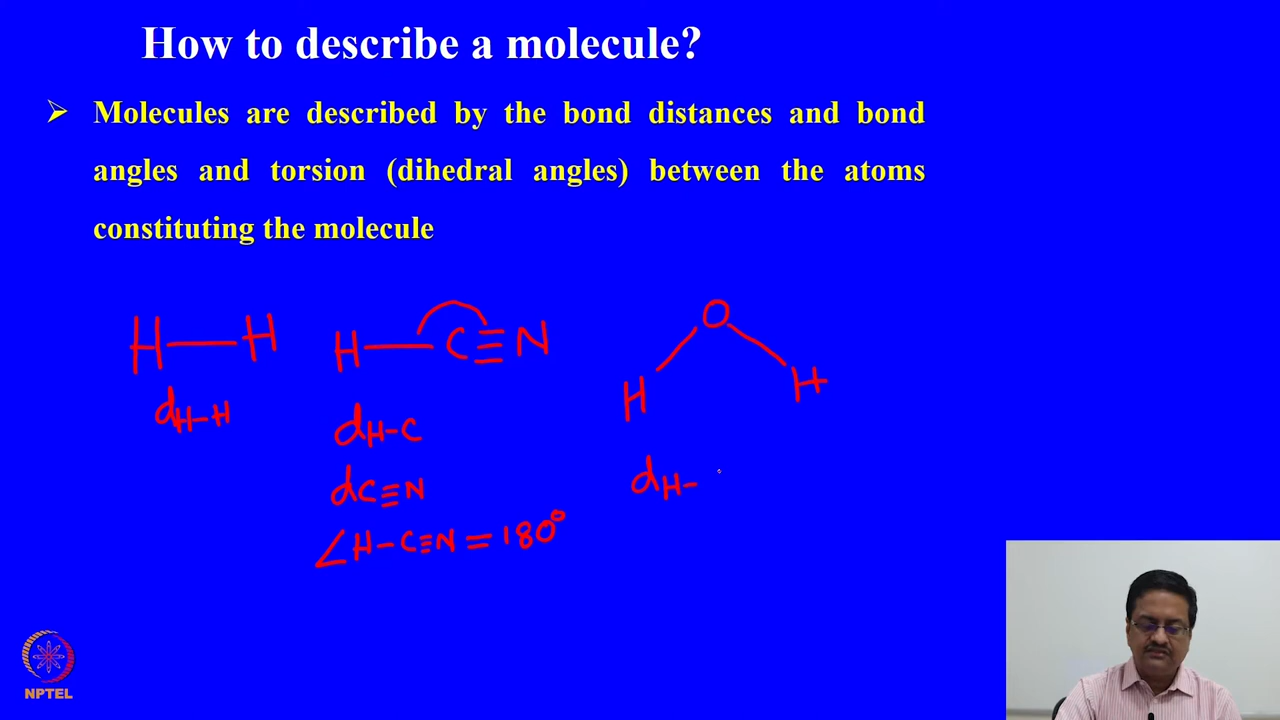 How to describe a molecule?
➢ Molecules are described by the bond distances and bond
angles and torsion (dihedral angles) between the atoms
constituting the molecule
H—H
H—C≡N
O
H H
dH-H
dH-C
dC≡N
∠H-C≡N = 180°
dH-
NPTEL